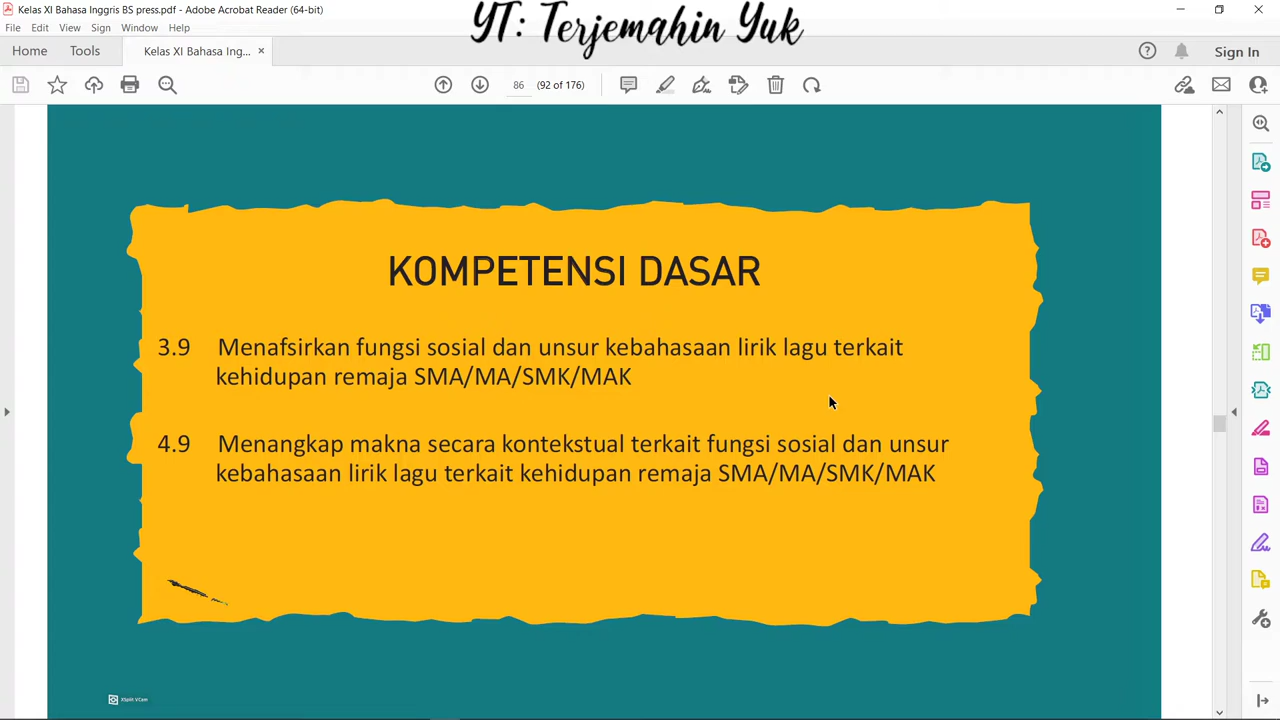 Kelas XI Bahasa Inggris BS press.pdf - Adobe Acrobat Reader (64-bit)
YT: Terjemahin Yuk
File Edit View Sign Window Help
Home Tools Kelas XI Bahasa Ing... × Sign In
86 (92 of 176)
KOMPETENSI DASAR
3.9 Menafsirkan fungsi sosial dan unsur kebahasaan lirik lagu terkait
kehidupan remaja SMA/MA/SMK/MAK
4.9 Menangkap makna secara kontekstual terkait fungsi sosial dan unsur
kebahasaan lirik lagu terkait kehidupan remaja SMA/MA/SMK/MAK
XSplit VCam